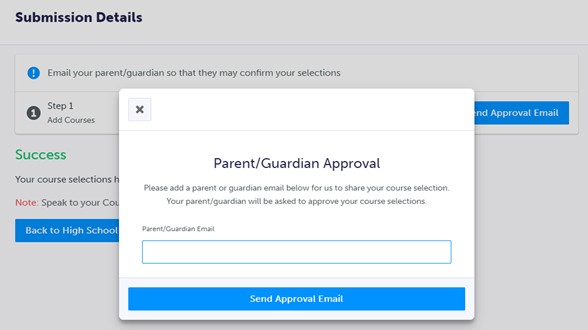 Submission Details
Email your parent/guardian so that they may confirm your selections
1
Step 1
Add Courses
Approval Email
Success
Your course selections
Note: Speak to your
Back to High School
Parent/Guardian Approval
Please add a parent or guardian email below for us to share your course selection.
Your parent/guardian will be asked to approve your course selections.
Parent/Guardian Email
Send Approval Email